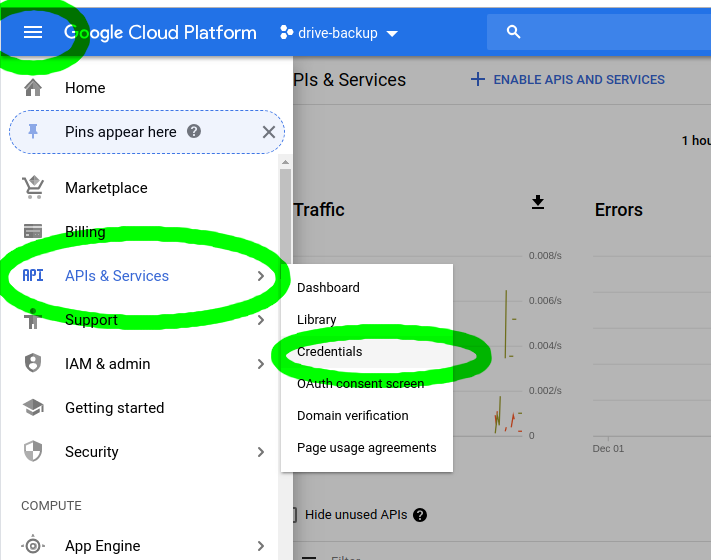 Google Cloud Platform
drive-backup
PIs & Services
ENABLE APIS AND SERVICES
Home
Pins appear here
Marketplace
Billing
API APIs & Services
Support
IAM & admin
Getting started
Security
COMPUTE
App Engine
Dashboard
Library
Credentials
OAuth consent screen
Domain verification
Page usage agreements
1 hou
Traffic
Errors
0.008/s
0.006/s
0.004/s
0.002/s
0
Dec 01
Hide unused APIs
Filter